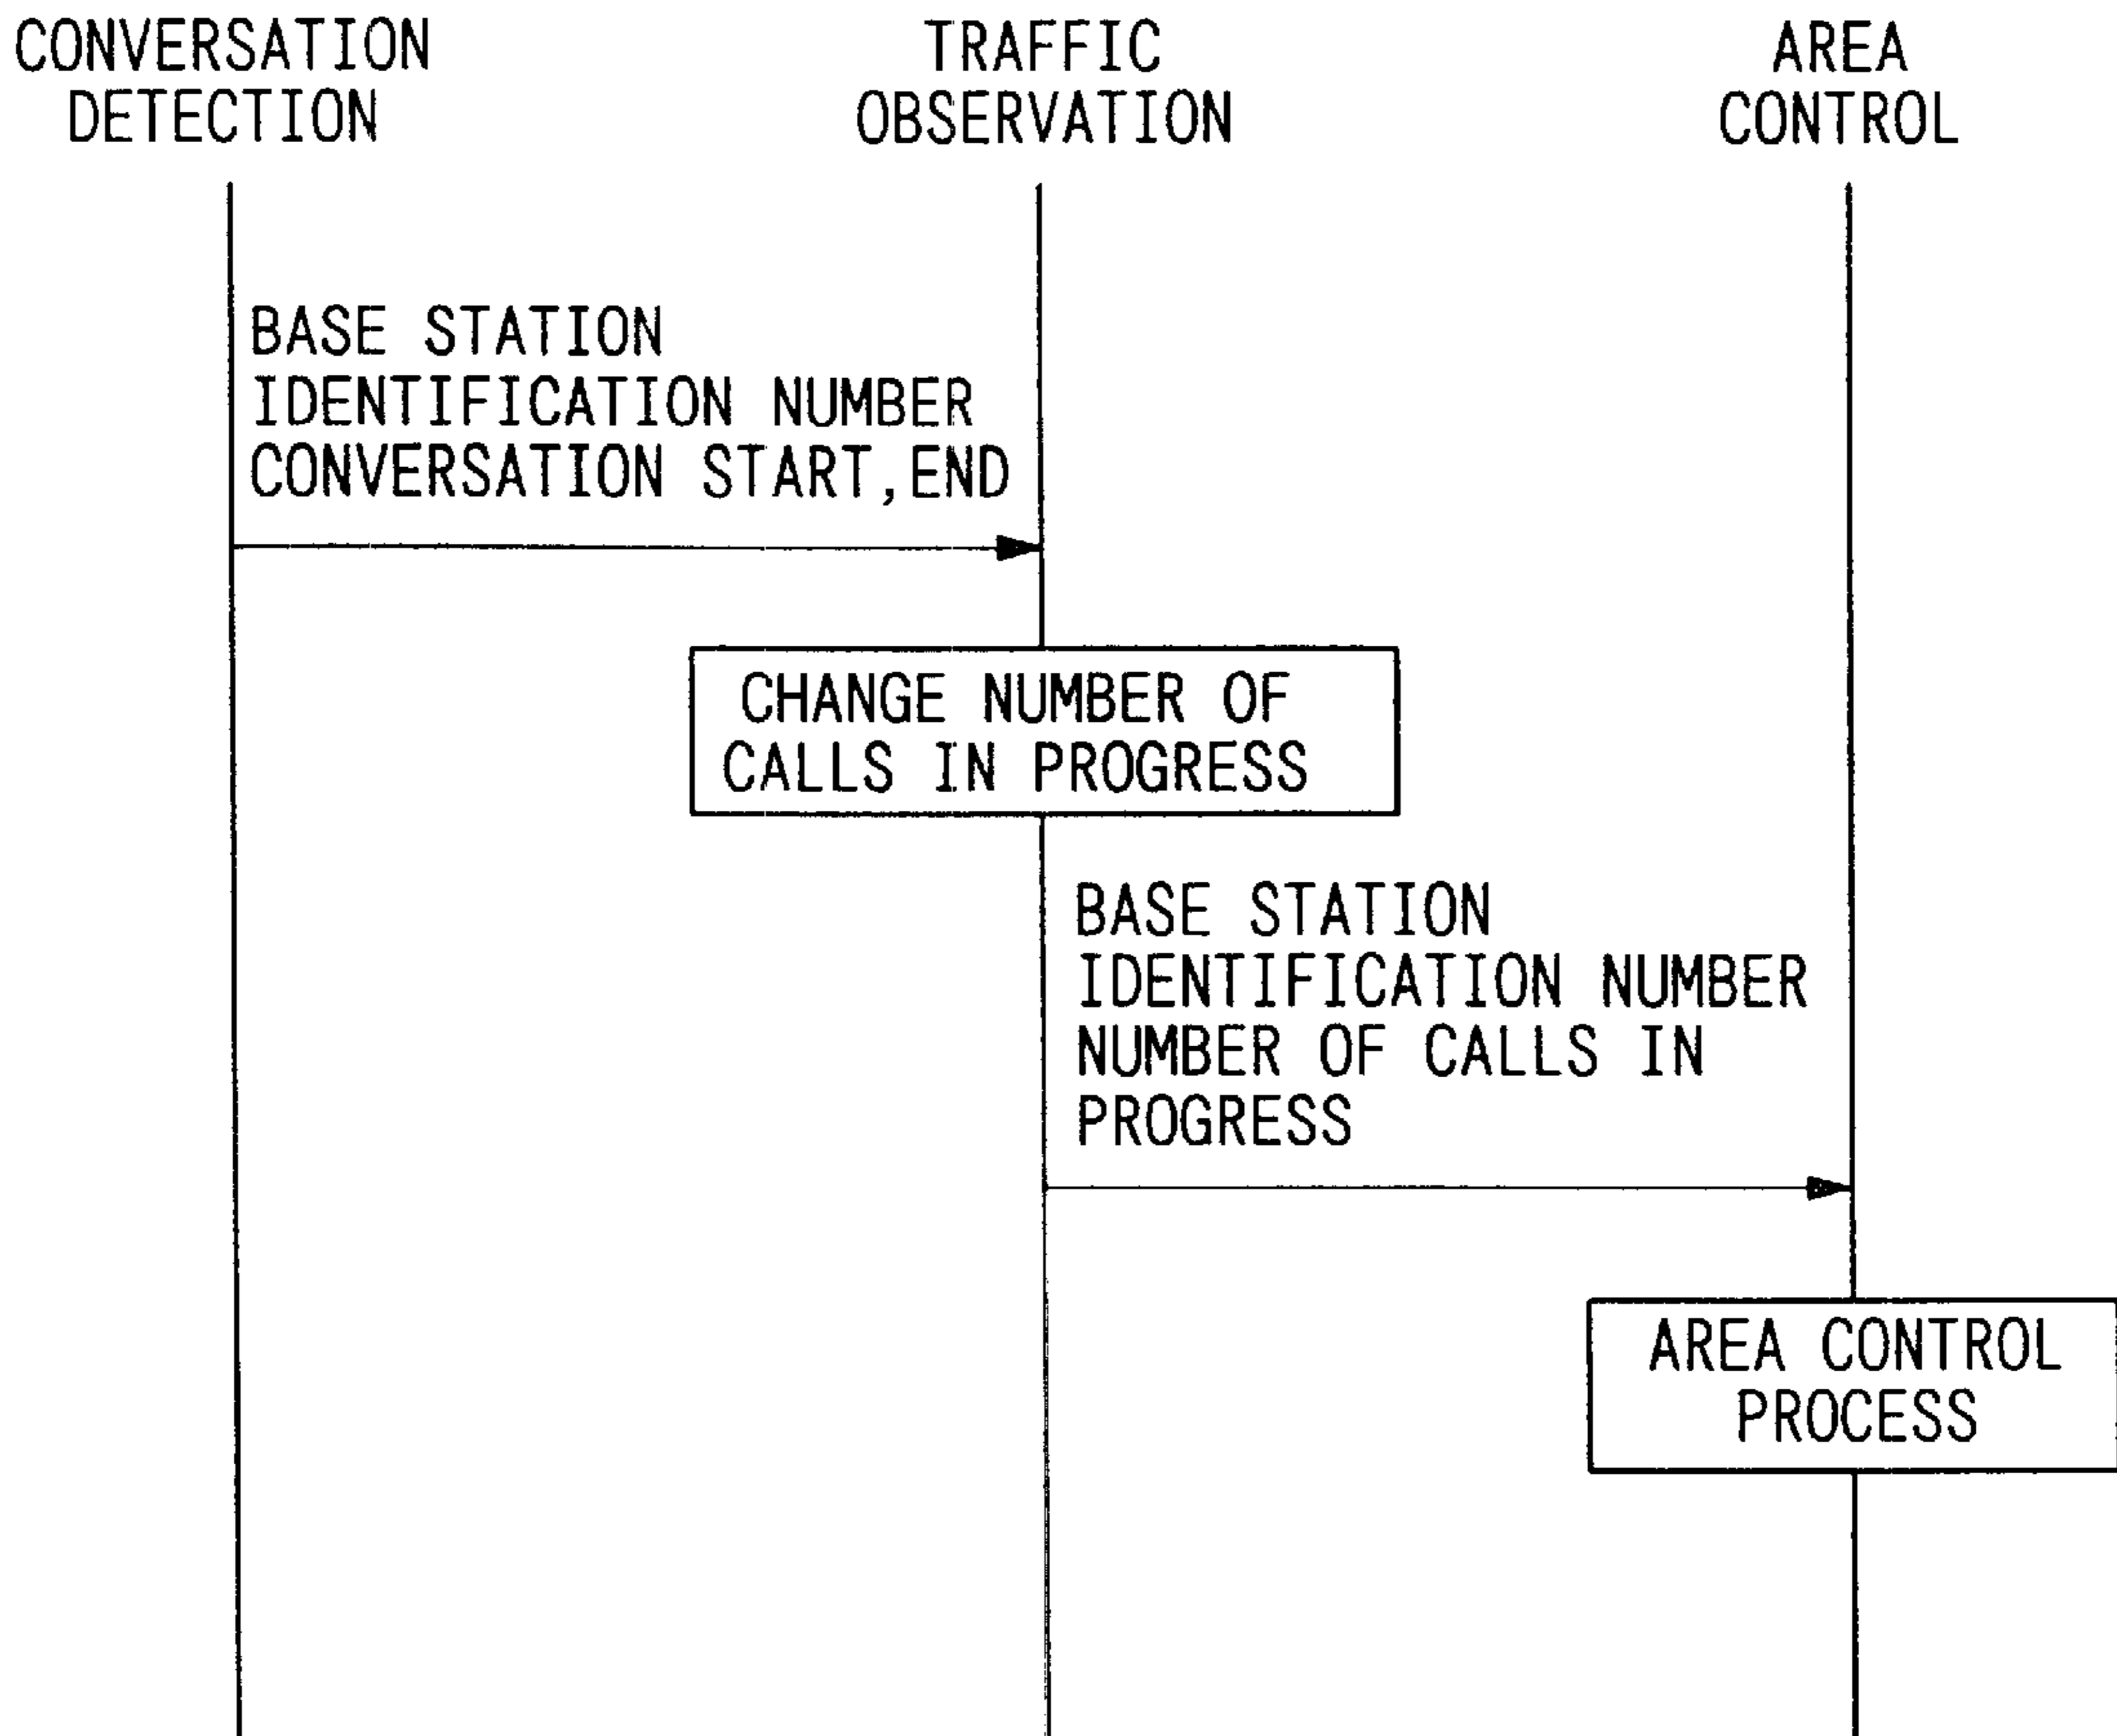 CONVERSATION
DETECTION
TRAFFIC
OBSERVATION
AREA
CONTROL
BASE STATION
IDENTIFICATION NUMBER
CONVERSATION START,END
CHANGE NUMBER OF
CALLS IN PROGRESS
BASE STATION
IDENTIFICATION NUMBER
NUMBER OF CALLS IN
PROGRESS
AREA CONTROL
PROCESS